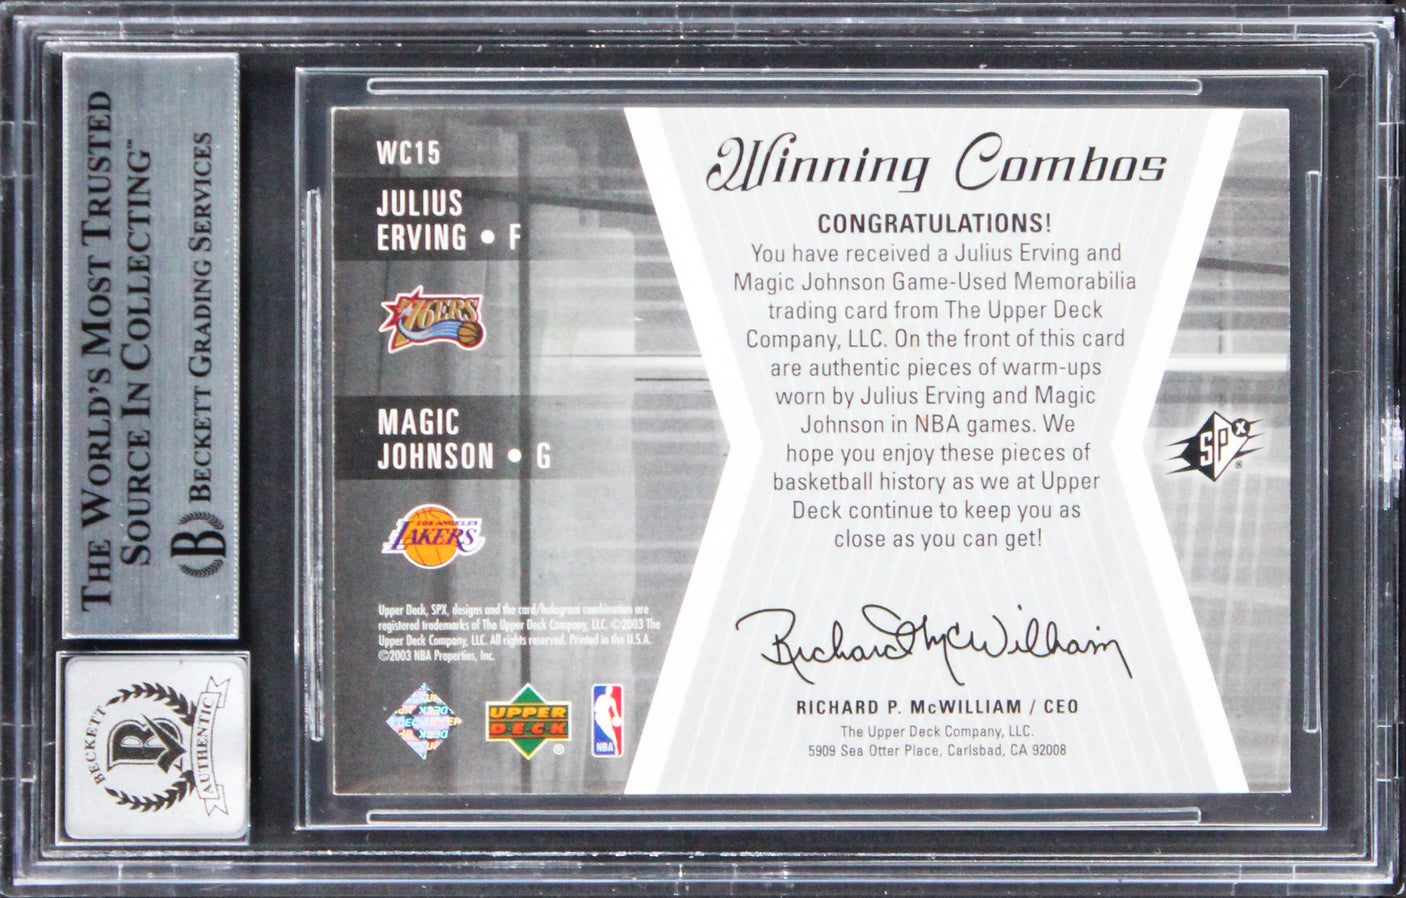 THE WORLD'S MOST TRUSTED
SOURCE IN COLLECTING™
B BECKETT GRADING SERVICES
BECKETT
B
AUTHENTIC
WC15
JULIUS
ERVING • F
76ERS
MAGIC
JOHNSON • G
LOS ANGELES
LAKERS
Upper Deck, SPX, designs and the card/hologram combination are
registered trademarks of The Upper Deck Company, LLC. ©2003 The
Upper Deck Company, LLC. All rights reserved. Printed in the U.S.A.
©2003 NBA Properties, Inc.
UPPER
DECK®
NBA
Winning Combos
CONGRATULATIONS!
You have received a Julius Erving and
Magic Johnson Game-Used Memorabilia
trading card from The Upper Deck
Company, LLC. On the front of this card
are authentic pieces of warm-ups
worn by Julius Erving and Magic
Johnson in NBA games. We
hope you enjoy these pieces of
basketball history as we at Upper
Deck continue to keep you as
close as you can get!
Richard McWilliam
RICHARD P. McWILLIAM / CEO
The Upper Deck Company, LLC.
5909 Sea Otter Place, Carlsbad, CA 92008
SPX®